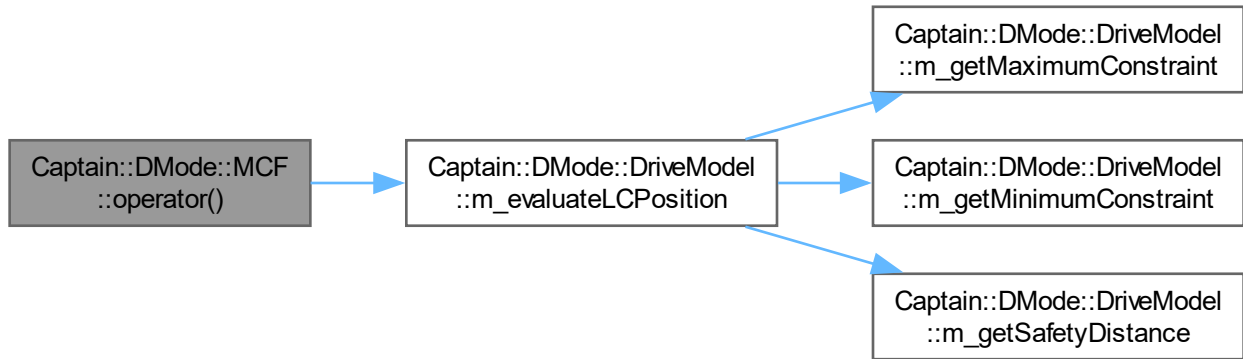 Captain::DMode::MCF
::operator()
Captain::DMode::DriveModel
::m_evaluateLCPosition
Captain::DMode::DriveModel
::m_getMaximumConstraint
Captain::DMode::DriveModel
::m_getMinimumConstraint
Captain::DMode::DriveModel
::m_getSafetyDistance